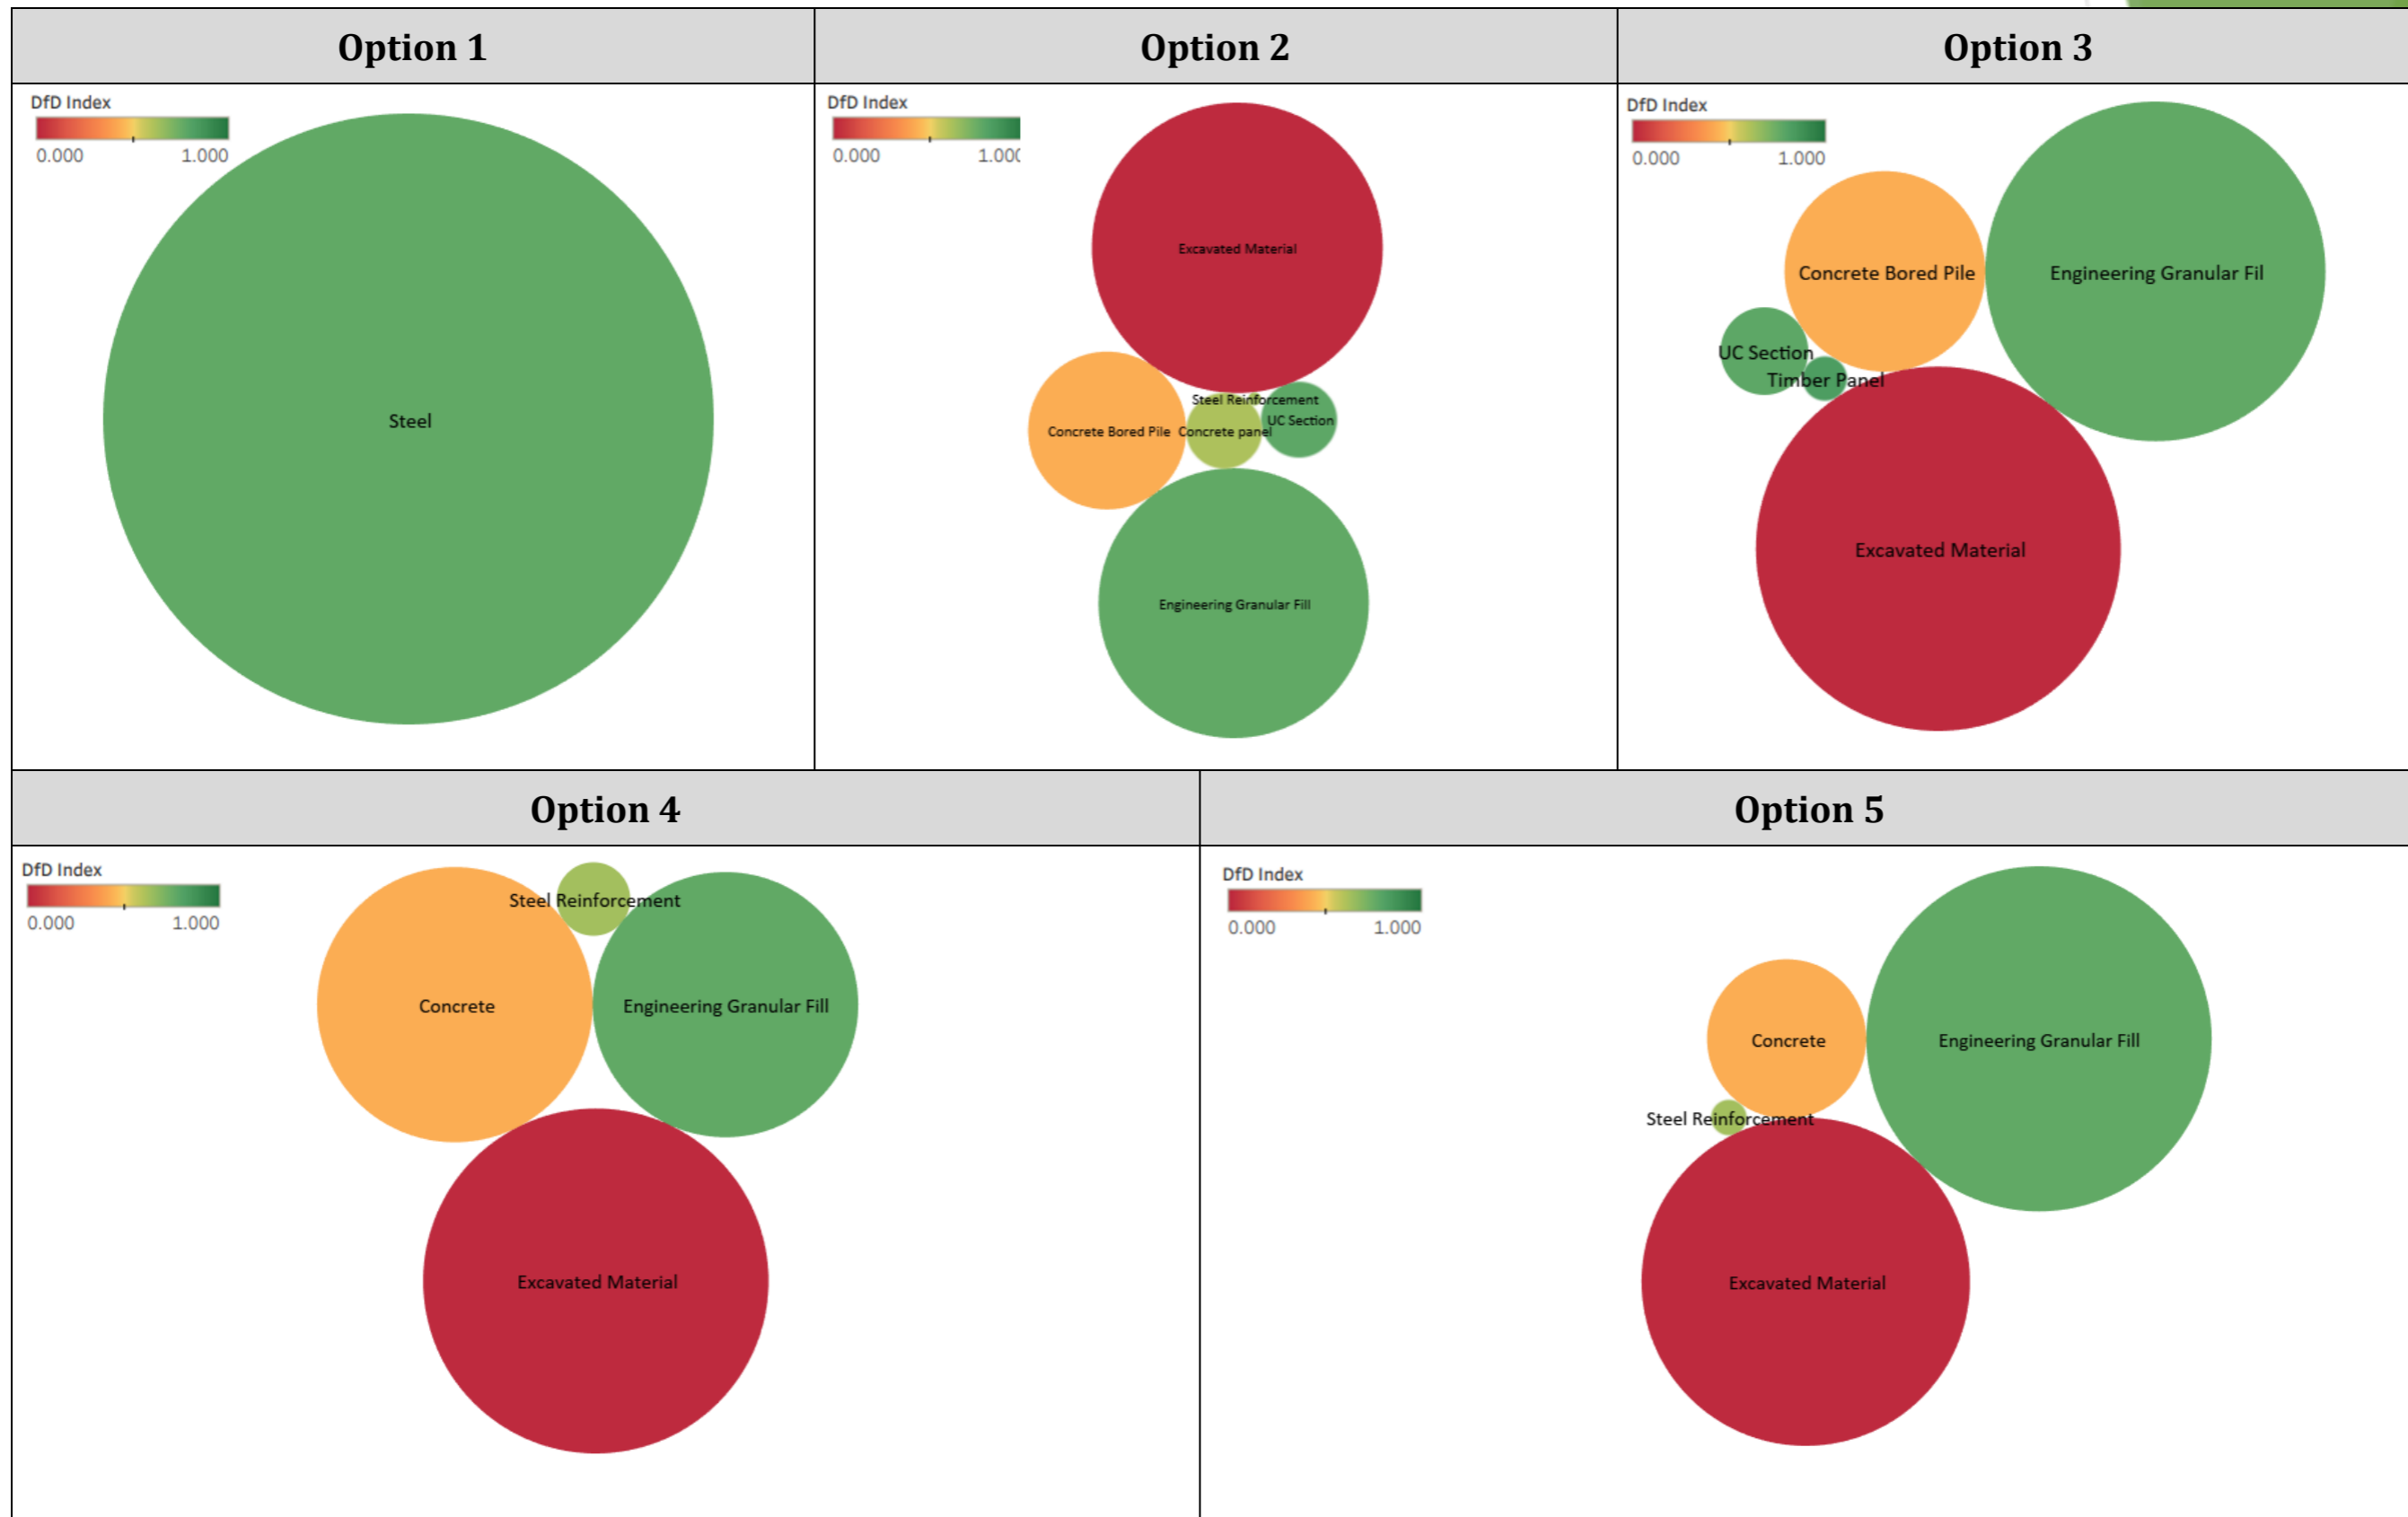 Option 1
Option 2
Option 3
DfD Index
0.000 1.000
Steel
DfD Index
0.000 1.00(
Excavated Material
Steel Reinforcement
UC Section
Concrete Bored Pile
Concrete panel
Engineering Granular Fill
DfD Index
0.000 1.000
Concrete Bored Pile
Engineering Granular Fil
UC Section
Timber Panel
Excavated Material
Option 4
Option 5
DfD Index
0.000 1.000
Steel Reinforcement
Concrete
Engineering Granular Fill
Excavated Material
DfD Index
0.000 1.000
Concrete
Engineering Granular Fill
Steel Reinforcement
Excavated Material